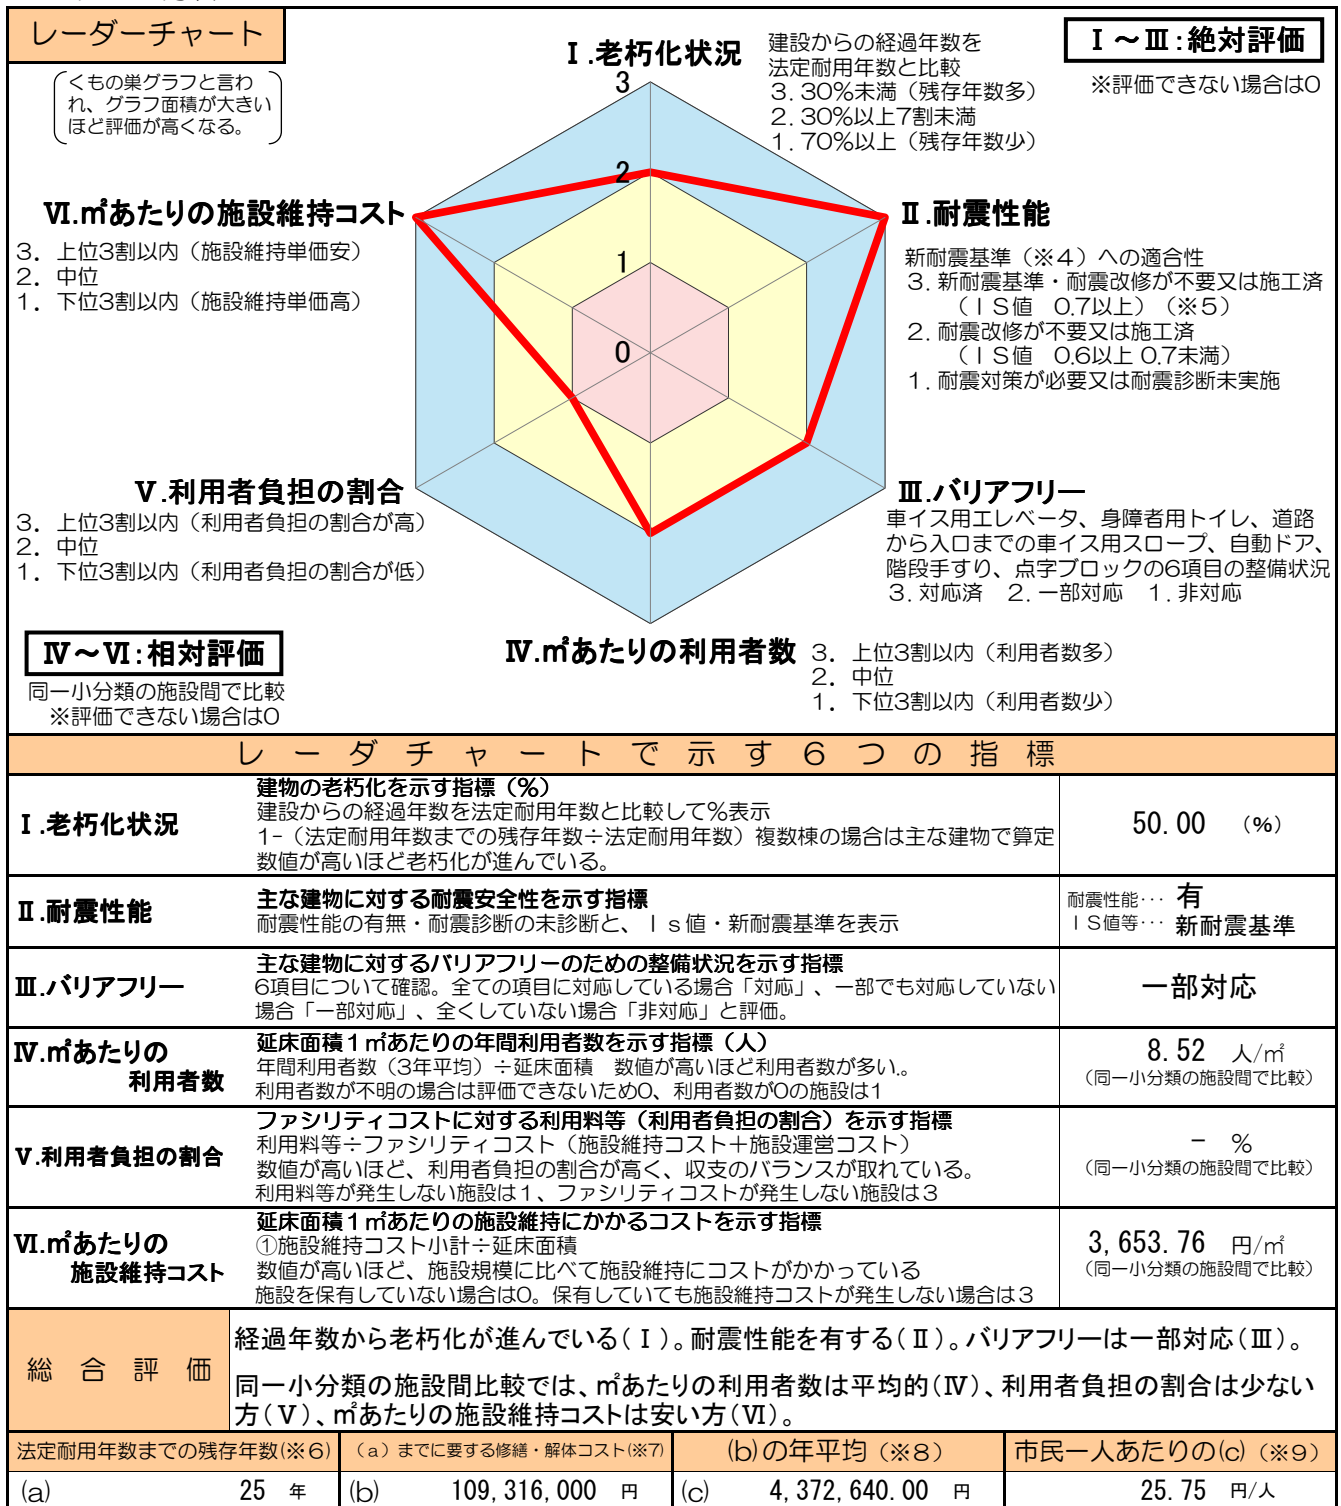 レーダーチャート
くもの巣グラフと言わ
れ、グラフ面積が大きい
ほど評価が高くなる。
Ⅰ.老朽化状況
建設からの経過年数を
法定耐用年数と比較
3.30％未満（残存年数多）
2.30％以上7割未満
1.70％以上（残存年数少）
Ⅰ～Ⅲ:絶対評価
※評価できない場合は0
3
2
1
0
Ⅵ.㎡あたりの施設維持コスト
3. 上位3割以内（施設維持単価安）
2. 中位
1. 下位3割以内（施設維持単価高）
Ⅱ.耐震性能
新耐震基準（※4）への適合性
3. 新耐震基準・耐震改修が不要又は施工済
（ＩＳ値　0.7以上）（※5）
2. 耐震改修が不要又は施工済
（ＩＳ値　0.6以上 0.7未満）
1. 耐震対策が必要又は耐震診断未実施
Ⅴ.利用者負担の割合
3. 上位3割以内（利用者負担の割合が高）
2. 中位
1. 下位3割以内（利用者負担の割合が低）
Ⅲ.バリアフリー
車イス用エレベータ、身障者用トイレ、道路
から入口までの車イス用スロープ、自動ドア、
階段手すり、点字ブロックの6項目の整備状況
3. 対応済　2. 一部対応　1. 非対応
Ⅳ～Ⅵ:相対評価
同一小分類の施設間で比較
※評価できない場合は0
Ⅳ.㎡あたりの利用者数
3. 上位3割以内（利用者数多）
2. 中位
1. 下位3割以内（利用者数少）
レーダチャートで示す6つの指標
Ⅰ.老朽化状況
建物の老朽化を示す指標（％）
建設からの経過年数を法定耐用年数と比較して％表示
1-（法定耐用年数までの残存年数÷法定耐用年数）複数棟の場合は主な建物で算定
数値が高いほど老朽化が進んでいる。
50.00 （％）
Ⅱ.耐震性能
主な建物に対する耐震安全性を示す指標
耐震性能の有無・耐震診断の未診断と、Ｉｓ値・新耐震基準を表示
耐震性能… 有
ＩＳ値等… 新耐震基準
Ⅲ.バリアフリー
主な建物に対するバリアフリーのための整備状況を示す指標
6項目について確認。全ての項目に対応している場合「対応」、一部でも対応していない
場合「一部対応」、全くしていない場合「非対応」と評価。
一部対応
Ⅳ.㎡あたりの
利用者数
延床面積１㎡あたりの年間利用者数を示す指標（人）
年間利用者数（3年平均）÷延床面積　数値が高いほど利用者数が多い。
利用者数が不明の場合は評価できないため0、利用者数が0の施設は1
8.52 人/㎡
（同一小分類の施設間で比較）
Ⅴ.利用者負担の割合
ファシリティコストに対する利用料等（利用者負担の割合）を示す指標
利用料等÷ファシリティコスト（施設維持コスト＋施設運営コスト）
数値が高いほど、利用者負担の割合が高く、収支のバランスが取れている。
利用料等が発生しない施設は１、ファシリティコストが発生しない施設は３
－ ％
（同一小分類の施設間で比較）
Ⅵ.㎡あたりの
施設維持コスト
延床面積１㎡あたりの施設維持にかかるコストを示す指標
①施設維持コスト小計÷延床面積
数値が高いほど、施設規模に比べて施設維持にコストがかかっている
施設を保有していない場合は0。保有していても施設維持コストが発生しない場合は３
3,653.76 円/㎡
（同一小分類の施設間で比較）
総合評価
経過年数から老朽化が進んでいる(Ⅰ)。耐震性能を有する(Ⅱ)。バリアフリーは一部対応(Ⅲ)。
同一小分類の施設間比較では、㎡あたりの利用者数は平均的(Ⅳ)、利用者負担の割合は少ない
方(Ⅴ)、㎡あたりの施設維持コストは安い方(Ⅵ)。
法定耐用年数までの残存年数(※6)
（a）までに要する修繕・解体コスト(※7)
(b)の年平均（※8）
市民一人あたりの(c)（※9）
(a) 25 年
(b) 109,316,000 円
(c) 4,372,640.00 円
25.75 円/人